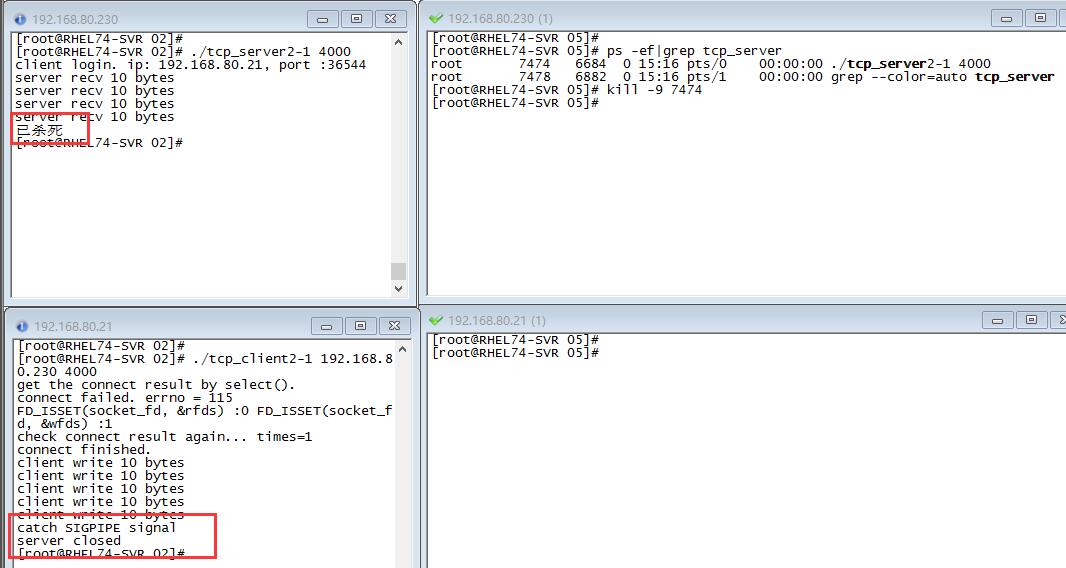 192.168.80.230
[root@RHEL74-SVR 02]#
[root@RHEL74-SVR 02]# ./tcp_server2-1 4000
client login. ip: 192.168.80.21, port :36544
server recv 10 bytes
server recv 10 bytes
server recv 10 bytes
server recv 10 bytes
已杀死
[root@RHEL74-SVR 02]#
192.168.80.230 (1)
[root@RHEL74-SVR 05]#
[root@RHEL74-SVR 05]# ps -ef|grep tcp_server
root 7474 6684 0 15:16 pts/0 00:00:00 ./tcp_server2-1 4000
root 7478 6882 0 15:16 pts/1 00:00:00 grep --color=auto tcp_server
[root@RHEL74-SVR 05]# kill -9 7474
[root@RHEL74-SVR 05]#
192.168.80.21
[root@RHEL74-SVR 02]#
[root@RHEL74-SVR 02]# ./tcp_client2-1 192.168.8
0.230 4000
get the connect result by select().
connect failed. errno = 115
FD_ISSET(socket_fd, &rfds) :0 FD_ISSET(socket_f
d, &wfds) :1
check connect result again... times=1
connect finished.
client write 10 bytes
client write 10 bytes
client write 10 bytes
client write 10 bytes
client write 10 bytes
catch SIGPIPE signal
server closed
[root@RHEL74-SVR 02]#
192.168.80.21 (1)
[root@RHEL74-SVR 05]#
[root@RHEL74-SVR 05]#